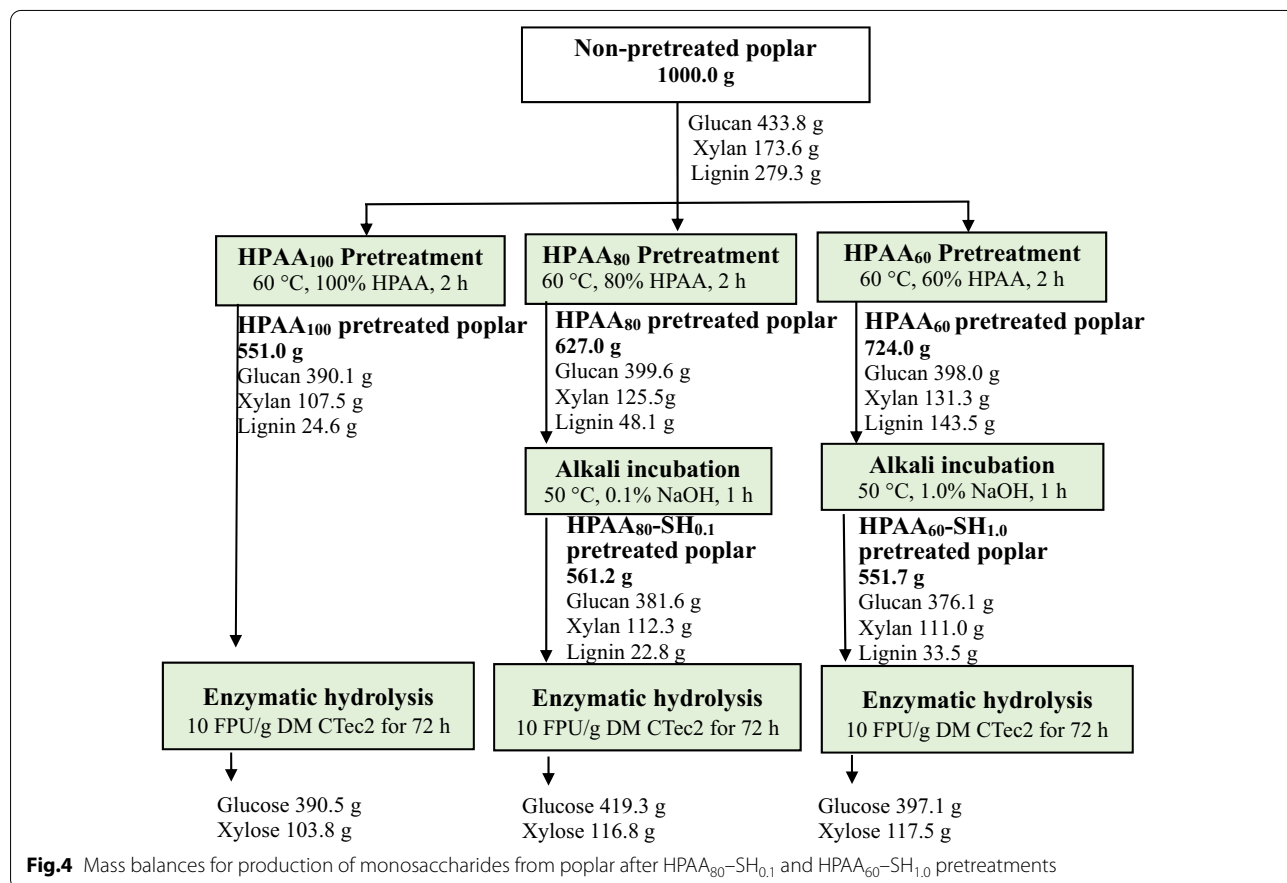 Non-pretreated poplar
1000.0 g
Glucan 433.8 g
Xylan 173.6 g
Lignin 279.3 g
HPAA₁₀₀ Pretreatment
60 °C, 100% HPAA, 2 h
HPAA₁₀₀ pretreated poplar
551.0 g
Glucan 390.1 g
Xylan 107.5 g
Lignin 24.6 g
Enzymatic hydrolysis
10 FPU/g DM CTec2 for 72 h
Glucose 390.5 g
Xylose 103.8 g
HPAA₈₀ Pretreatment
60 °C, 80% HPAA, 2 h
HPAA₈₀ pretreated poplar
627.0 g
Glucan 399.6 g
Xylan 125.5g
Lignin 48.1 g
Alkali incubation
50 °C, 0.1% NaOH, 1 h
HPAA₈₀-SH₀.₁
pretreated poplar
561.2 g
Glucan 381.6 g
Xylan 112.3 g
Lignin 22.8 g
Enzymatic hydrolysis
10 FPU/g DM CTec2 for 72 h
Glucose 419.3 g
Xylose 116.8 g
HPAA₆₀ Pretreatment
60 °C, 60% HPAA, 2 h
HPAA₆₀ pretreated poplar
724.0 g
Glucan 398.0 g
Xylan 131.3 g
Lignin 143.5 g
Alkali incubation
50 °C, 1.0% NaOH, 1 h
HPAA₆₀-SH₁.₀
pretreated poplar
551.7 g
Glucan 376.1 g
Xylan 111.0 g
Lignin 33.5 g
Enzymatic hydrolysis
10 FPU/g DM CTec2 for 72 h
Glucose 397.1 g
Xylose 117.5 g
Fig.4 Mass balances for production of monosaccharides from poplar after HPAA₈₀–SH₀.₁ and HPAA₆₀–SH₁.₀ pretreatments